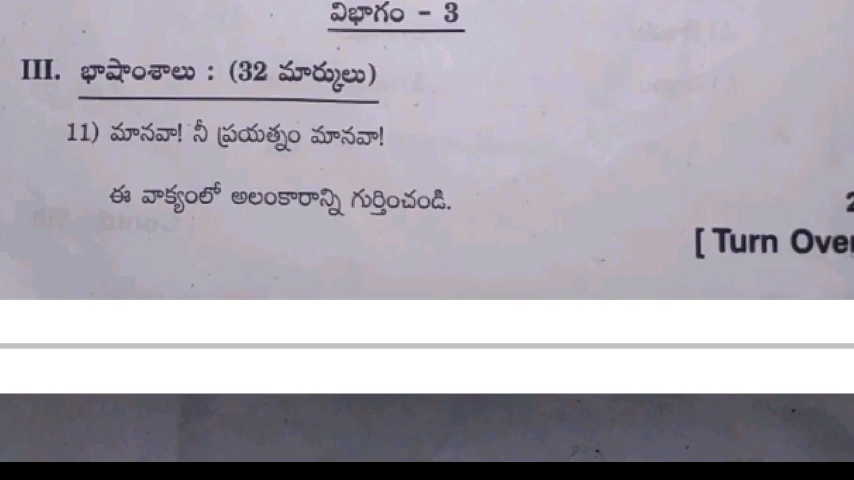 విభాగం - 3
III. భాషాంశాలు : (32 మార్కులు)
11) మానవా! నీ ప్రయత్నం మానవా!
ఈ వాక్యంలో అలంకారాన్ని గుర్తించండి.
[ Turn Over